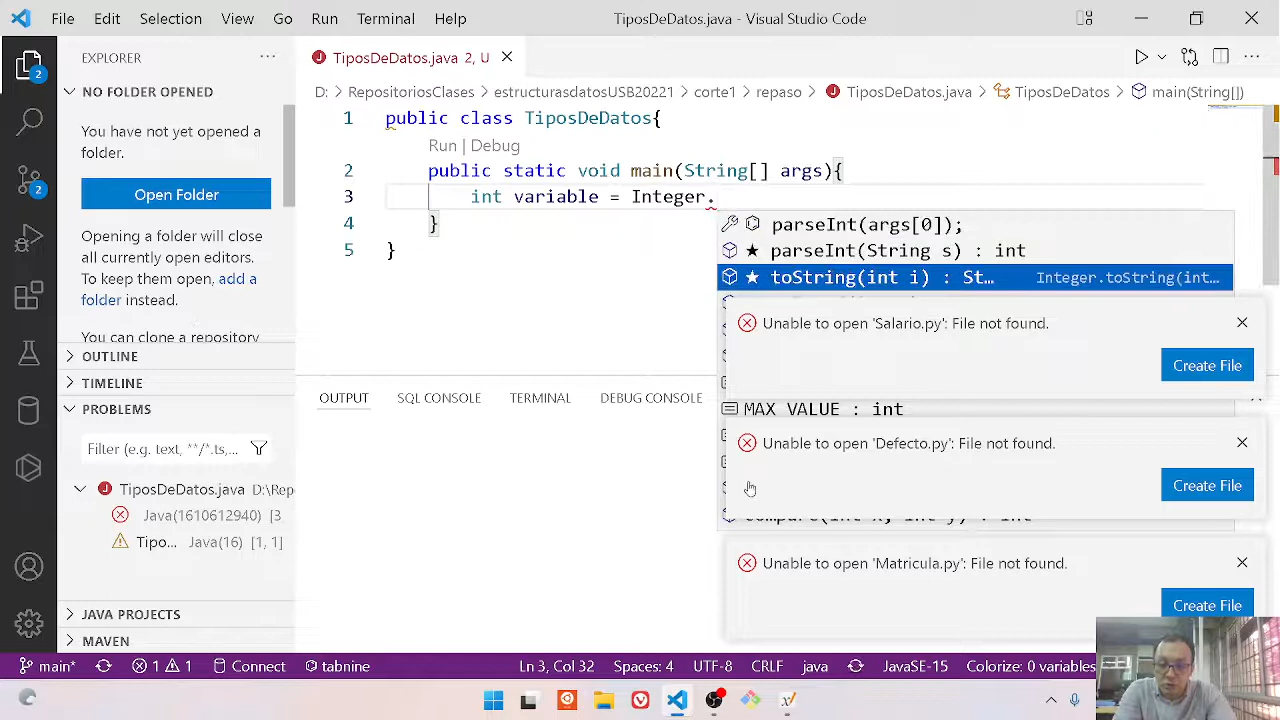 File Edit Selection View Go Run Terminal Help TiposDeDatos.java - Visual Studio Code
EXPLORER
TiposDeDatos.java 2, U
NO FOLDER OPENED
D: > RepositoriosClases > estructurasdatosUSB20221 > corte1 > repaso > TiposDeDatos.java > TiposDeDatos > main(String[])
You have not yet opened a
folder.
Open Folder
Opening a folder will close
all currently open editors.
To keep them open, add a
folder instead.
You can clone a repository
OUTLINE
TIMELINE
PROBLEMS
Filter (e.g. text, **/*.ts,...
TiposDeDatos.java D:\Rep
Java(1610612940) [3
Tipo... Java(16) [1, 1]
JAVA PROJECTS
MAVEN
2
2
1 public class TiposDeDatos{
Run | Debug
2 public static void main(String[] args){
3 int variable = Integer.
4 }
5 }
parseInt(args[0]);
parseInt(String s) : int
toString(int i) : St... Integer.toString(int...
MAX_VALUE : int
compare(int x, int y) : int
OUTPUT SQL CONSOLE TERMINAL DEBUG CONSOLE
Unable to open 'Salario.py': File not found.
Create File
Unable to open 'Defecto.py': File not found.
Create File
Unable to open 'Matricula.py': File not found.
Create File
main* 1 1 Connect tabnine Ln 3, Col 32 Spaces: 4 UTF-8 CRLF java JavaSE-15 Colorize: 0 variables